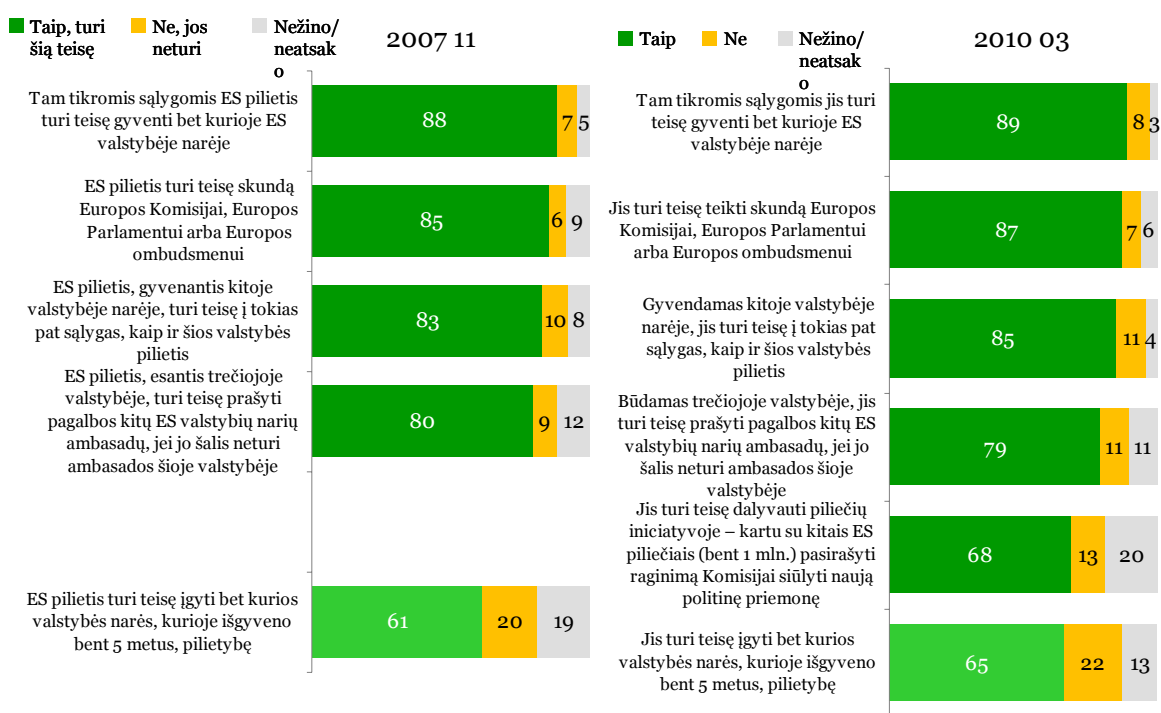 Taip, turi
šią teisę
Ne, jos
neturi
Nežino/
neatsak
o
2007 11
Tam tikromis sąlygomis ES pilietis
turi teisę gyventi bet kurioje ES
valstybėje narėje
88
7
5
ES pilietis turi teisę skundą
Europos Komisijai, Europos
Parlamentui arba Europos
ombudsmenui
85
6
9
ES pilietis, gyvenantis kitoje
valstybėje narėje, turi teisę į tokias
pat sąlygas, kaip ir šios valstybės
pilietis
83
10
8
ES pilietis, esantis trečiojoje
valstybėje, turi teisę prašyti
pagalbos kitų ES valstybių narių
ambasadų, jei jo šalis neturi
ambasados šioje valstybėje
80
9
12
ES pilietis turi teisę įgyti bet kurios
valstybės narės, kurioje išgyveno
bent 5 metus, pilietybę
61
20
19
Taip
Ne
Nežino/
neatsak
o
2010 03
Tam tikromis sąlygomis jis turi
teisę gyventi bet kurioje ES
valstybėje narėje
89
8
3
Jis turi teisę teikti skundą Europos
Komisijai, Europos Parlamentui
arba Europos ombudsmenui
87
7
6
Gyvendamas kitoje valstybėje
narėje, jis turi teisę į tokias pat
sąlygas, kaip ir šios valstybės
pilietis
85
11
4
Būdamas trečiojoje valstybėje, jis
turi teisę prašyti pagalbos kitų ES
valstybių narių ambasadų, jei jo
šalis neturi ambasados šioje
valstybėje
79
11
11
Jis turi teisę dalyvauti piliečių
iniciatyvoje – kartu su kitais ES
piliečiais (bent 1 mln.) pasirašyti
raginimą Komisijai siūlyti naują
politinę priemonę
68
13
20
Jis turi teisę įgyti bet kurios
valstybės narės, kurioje išgyveno
bent 5 metus, pilietybę
65
22
13